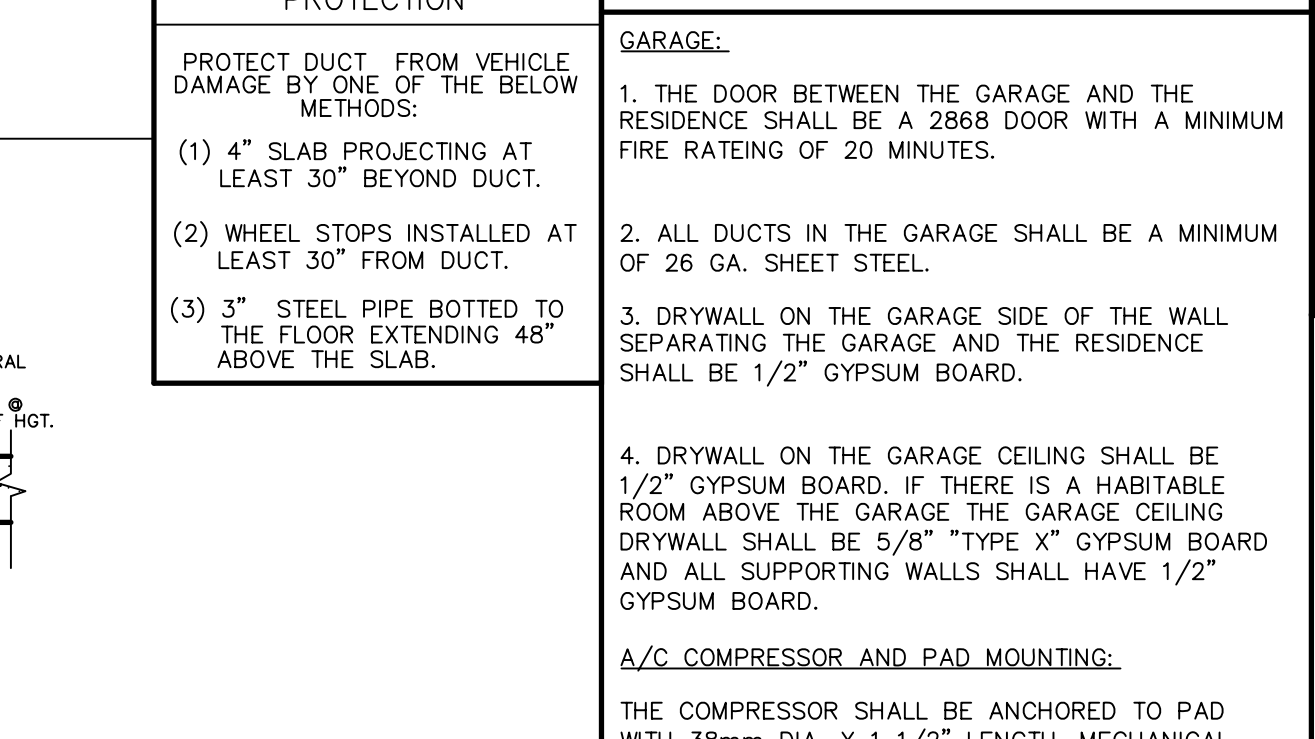 PROTECTION
PROTECT DUCT FROM VEHICLE
DAMAGE BY ONE OF THE BELOW
METHODS:
(1) 4” SLAB PROJECTING AT
LEAST 30” BEYOND DUCT.
(2) WHEEL STOPS INSTALLED AT
LEAST 30” FROM DUCT.
(3) 3” STEEL PIPE BOTTED TO
THE FLOOR EXTENDING 48”
ABOVE THE SLAB.
RAL
@
F HGT.
GARAGE:
1. THE DOOR BETWEEN THE GARAGE AND THE
RESIDENCE SHALL BE A 2868 DOOR WITH A MINIMUM
FIRE RATEING OF 20 MINUTES.
2. ALL DUCTS IN THE GARAGE SHALL BE A MINIMUM
OF 26 GA. SHEET STEEL.
3. DRYWALL ON THE GARAGE SIDE OF THE WALL
SEPARATING THE GARAGE AND THE RESIDENCE
SHALL BE 1/2” GYPSUM BOARD.
4. DRYWALL ON THE GARAGE CEILING SHALL BE
1/2” GYPSUM BOARD. IF THERE IS A HABITABLE
ROOM ABOVE THE GARAGE THE GARAGE CEILING
DRYWALL SHALL BE 5/8” ”TYPE X” GYPSUM BOARD
AND ALL SUPPORTING WALLS SHALL HAVE 1/2”
GYPSUM BOARD.
A/C COMPRESSOR AND PAD MOUNTING:
THE COMPRESSOR SHALL BE ANCHORED TO PAD
WITH 38mm DIA. X 1 1/2” LENGTH MECHANICAL